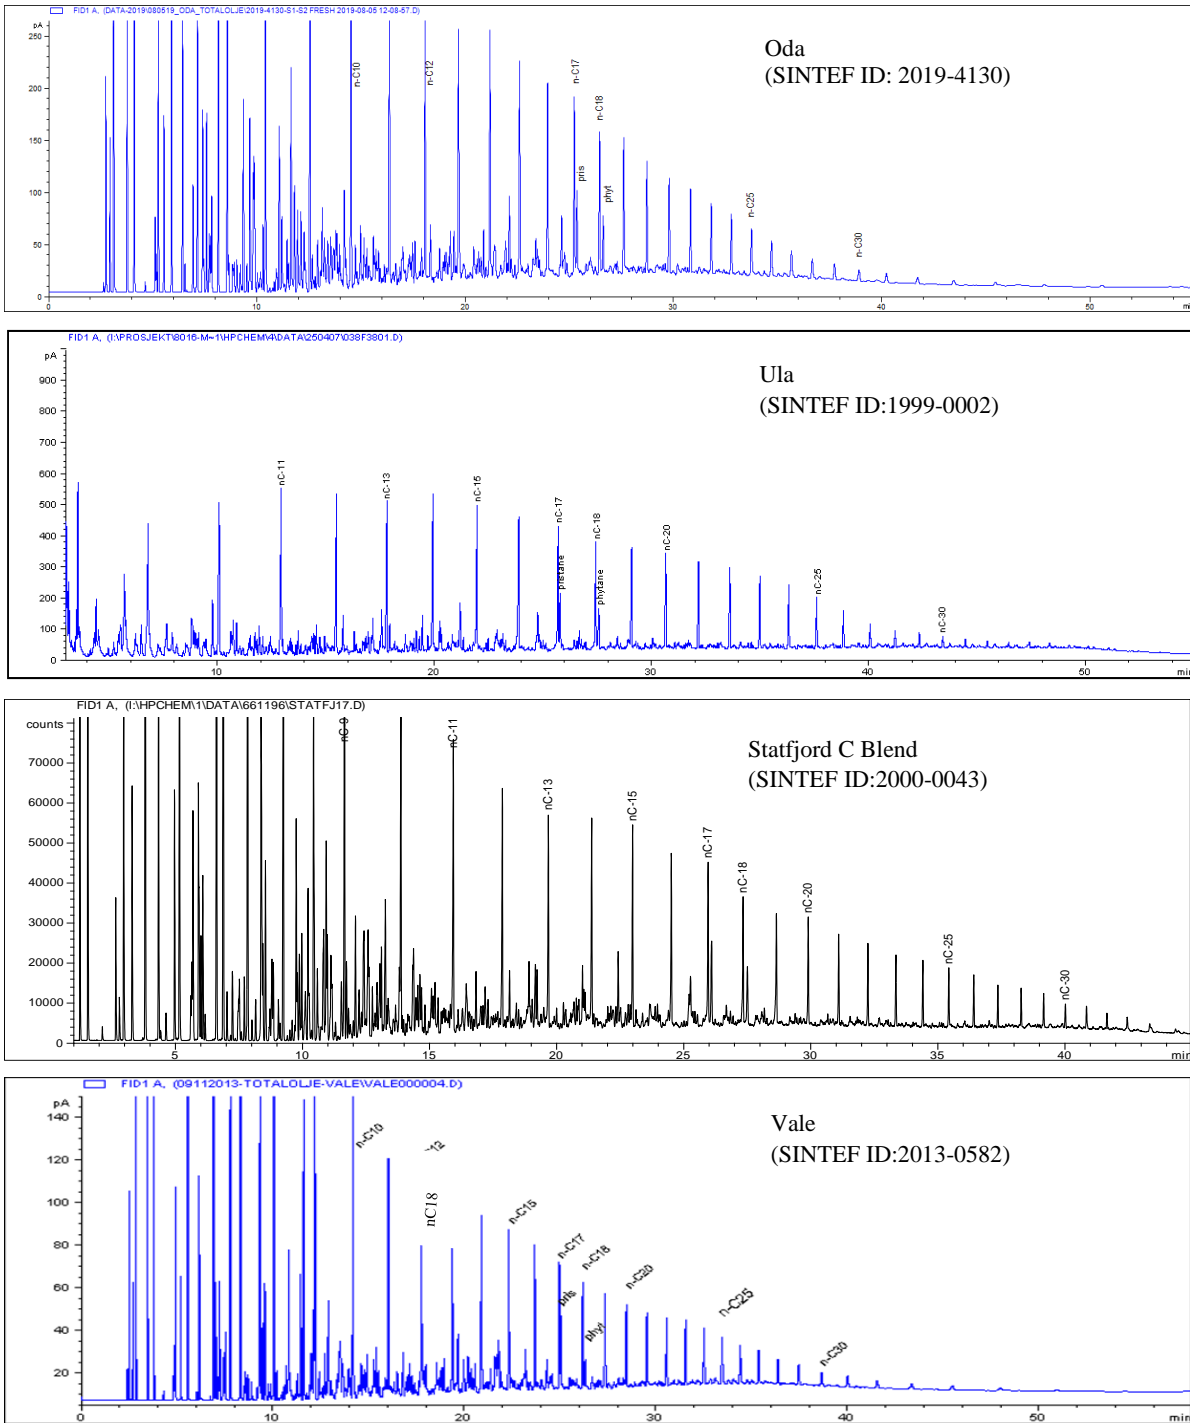 FID1 A, (DATA-2019\080519_ODA_TOTALOLJE\2019-4130-S1-S2 FRESH 2019-08-05 12-08-57.D)
pA
Oda
(SINTEF ID: 2019-4130)
250
200
150
100
50
0
n-C10
n-C12
n-C17
pris
n-C18
phyt
n-C25
n-C30
0
10
20
30
40
50
FID1 A, (I:\PROSJEKT\8016-M~1\HPCHEM\4\DATA\250407\038F3801.D)
pA
Ula
(SINTEF ID:1999-0002)
900
800
700
600
500
400
300
200
100
0
nC-11
nC-13
nC-15
nC-17
pristane
nC-18
phytane
nC-20
nC-25
nC-30
10
20
30
40
50
min
FID1 A, (I:\HPCHEM\1\DATA\661196\STATFJ17.D)
counts
Statfjord C Blend
(SINTEF ID:2000-0043)
70000
60000
50000
40000
30000
20000
10000
0
nC-9
nC-11
nC-13
nC-15
nC-17
nC-18
nC-20
nC-25
nC-30
5
10
15
20
25
30
35
40
min
FID1 A, (09112013-TOTALOLJE-VALE\VALE000004.D)
pA
Vale
(SINTEF ID:2013-0582)
140
120
100
80
60
40
20
n-C10
12
nC18
n-C15
n-C17
pris
n-C18
phyt
n-C20
n-C25
n-C30
0
10
20
30
40
50
min